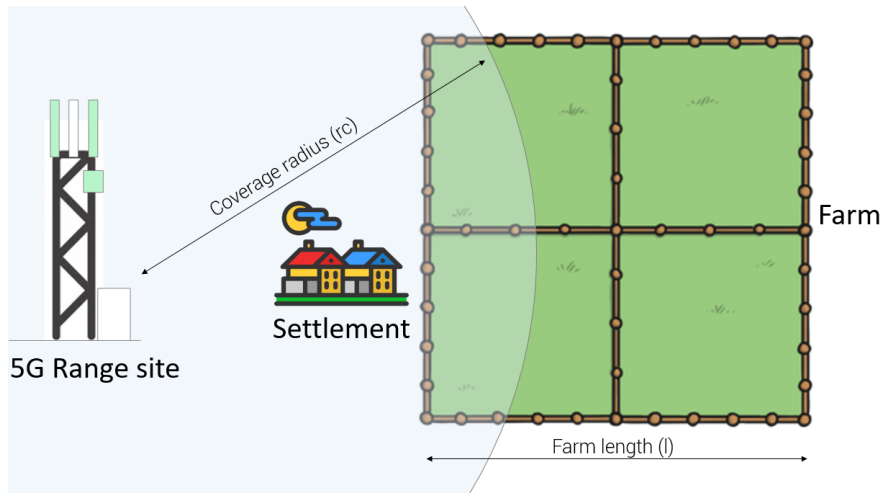 Coverage radius (rc)
Farm
Settlement
5G Range site
Farm length (l)